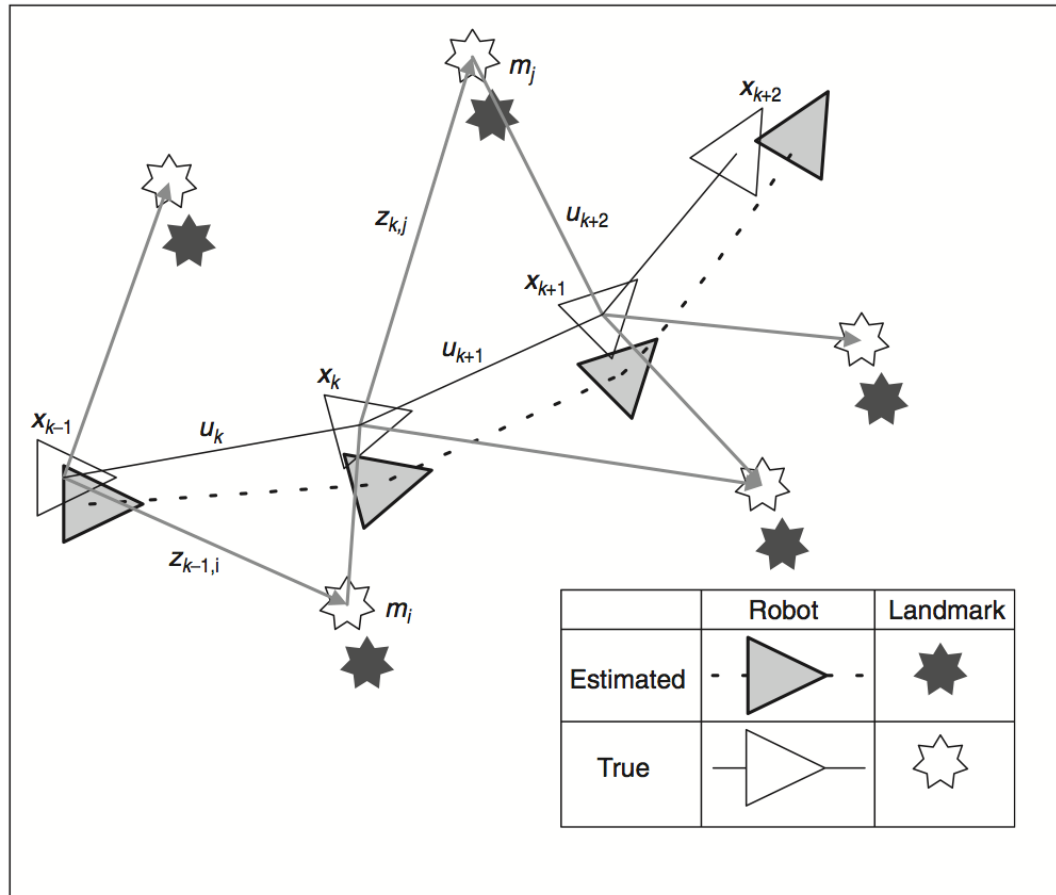 m_j
x_{k+2}
z_{k,j}
u_{k+2}
x_{k+1}
u_{k+1}
x_k
x_{k–1}
u_k
z_{k–1,i}
m_i
Robot Landmark
Estimated
True